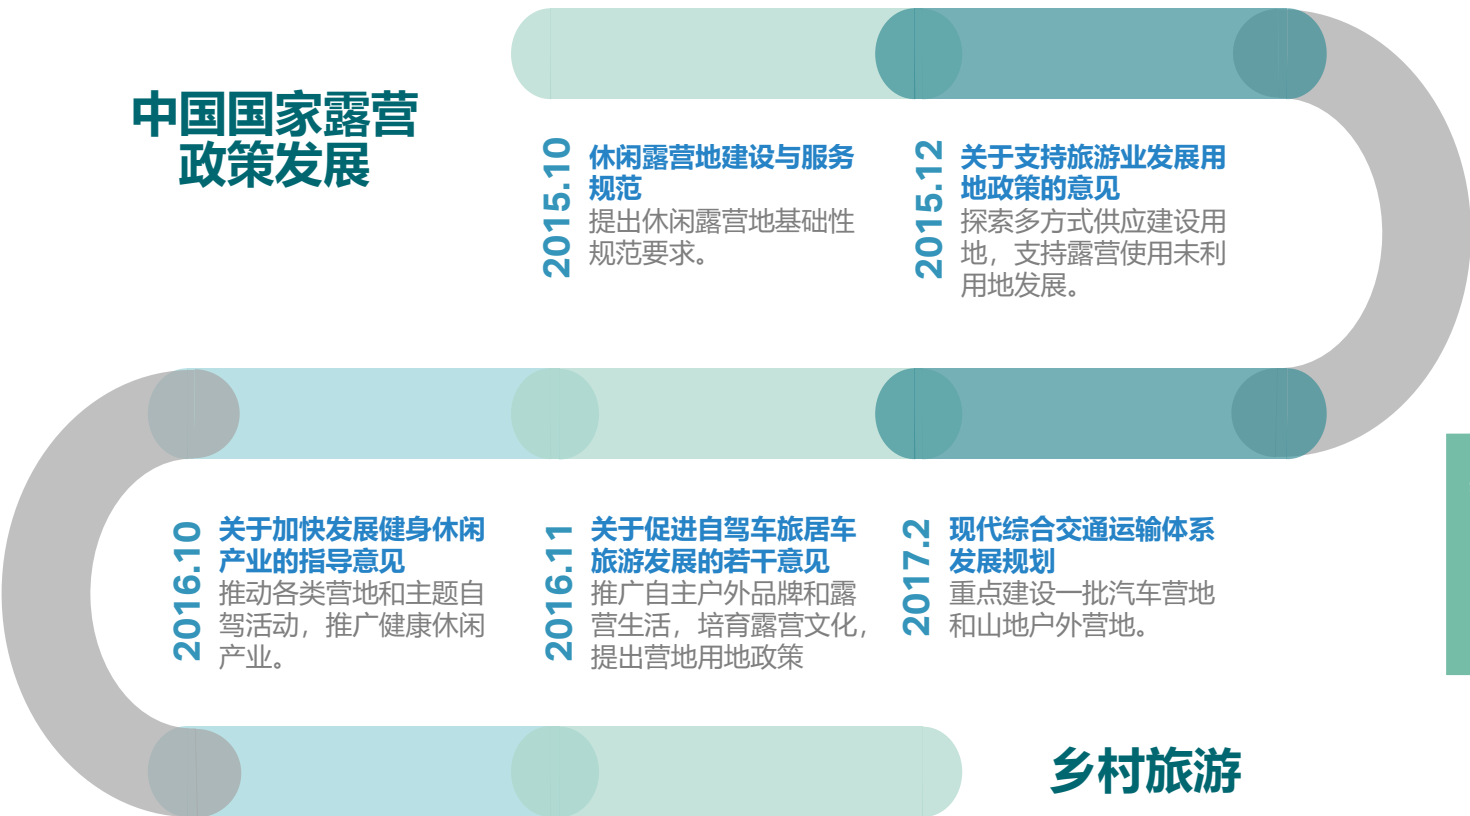 中国国家露营
政策发展
2015.10
休闲露营地建设与服务
规范
提出休闲露营地基础性
规范要求。
2015.12
关于支持旅游业发展用
地政策的意见
探索多方式供应建设用
地，支持露营使用未利
用地发展。
2016.10
关于加快发展健身休闲
产业的指导意见
推动各类营地和主题自
驾活动，推广健康休闲
产业。
2016.11
关于促进自驾车旅居车
旅游发展的若干意见
推广自主户外品牌和露
营生活，培育露营文化，
提出营地用地政策
2017.2
现代综合交通运输体系
发展规划
重点建设一批汽车营地
和山地户外营地。
乡村旅游